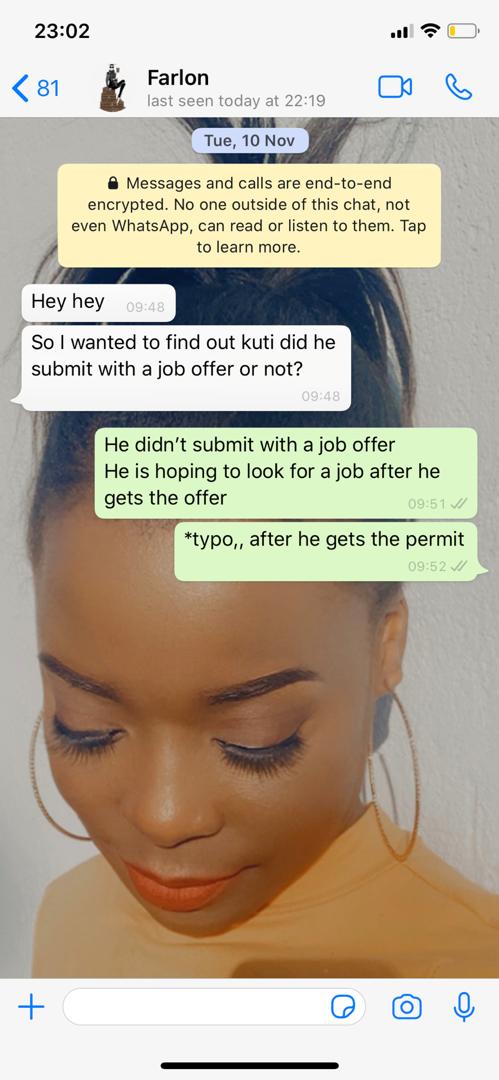 23:02
81
Farlon
last seen today at 22:19
Tue, 10 Nov
Messages and calls are end-to-end
encrypted. No one outside of this chat, not
even WhatsApp, can read or listen to them. Tap
to learn more.
Hey hey
09:48
So I wanted to find out kuti did he
submit with a job offer or not?
09:48
He didn’t submit with a job offer
He is hoping to look for a job after he
gets the offer
09:51
*typo,, after he gets the permit
09:52